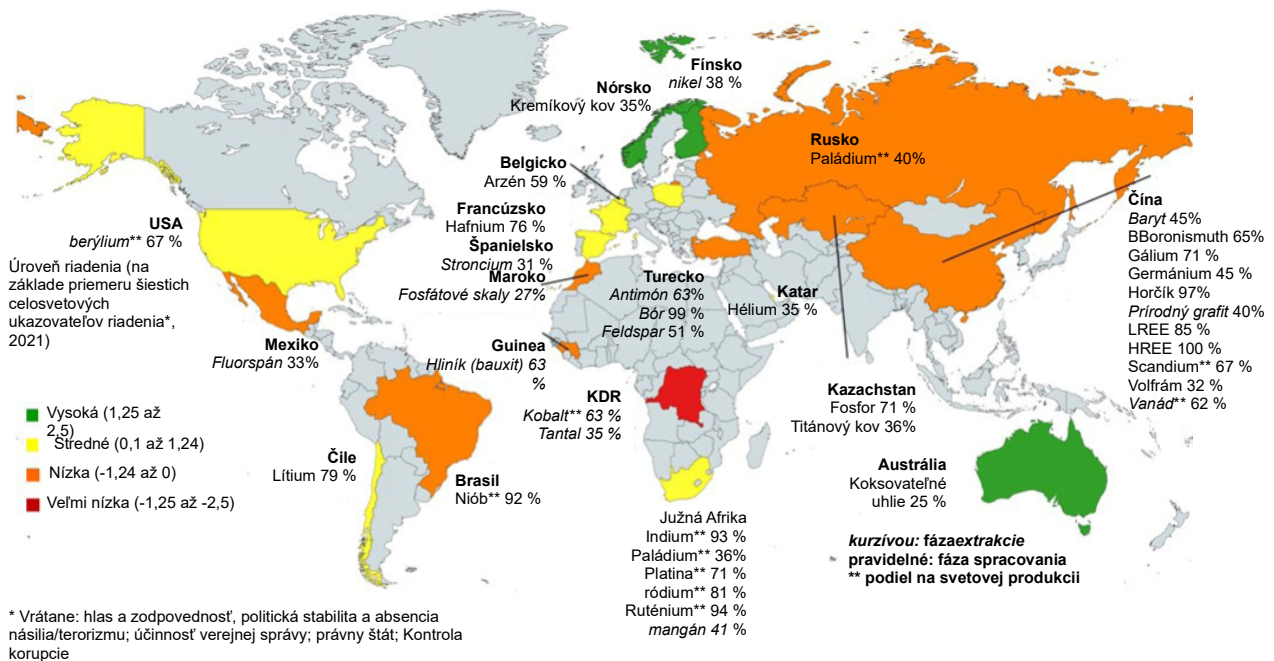 Fínsko
nikel 38 %
Nórsko
Kremíkový kov 35%
Rusko
Paládium** 40%
Belgicko
Arzén 59 %
Francúzsko
Hafnium 76 %
Španielsko
Stroncium 31 %
Maroko
Fosfátové skaly 27%
USA
berýlium** 67 %
Úroveň riadenia (na
základe priemeru šiestich
celosvetových
ukazovateľov riadenia*,
2021)
Turecko
Antimón 63%
Bór 99 %
Feldspar 51 %
Katar
Hélium 35 %
Čína
Baryt 45%
BBoronismuth 65%
Gálium 71 %
Germánium 45 %
Horčík 97%
Prírodný grafit 40%
LREE 85 %
HREE 100 %
Scandium** 67 %
Volfrám 32 %
Vanád** 62 %
Mexiko
Fluorspán 33%
Guinea
Hliník (bauxit) 63
%
KDR
Kobalt** 63 %
Tantal 35 %
Kazachstan
Fosfor 71 %
Titánový kov 36%
Vysoká (1,25 až
2,5)
Stredné (0,1 až 1,24)
Nízka (-1,24 až 0)
Veľmi nízka (-1,25 až -2,5)
Čile
Lítium 79 %
Brasil
Niób** 92 %
Austrália
Koksovateľné
uhlie 25 %
Južná Afrika
Indium** 93 %
Paládium** 36%
Platina** 71 %
ródium** 81 %
Ruténium** 94 %
mangán 41 %
kurzívou: fázaextrakcie
pravidelné: fáza spracovania
** podiel na svetovej produkcii
* Vrátane: hlas a zodpovednosť, politická stabilita a absencia
násilia/terorizmu; účinnosť verejnej správy; právny štát; Kontrola
korupcie